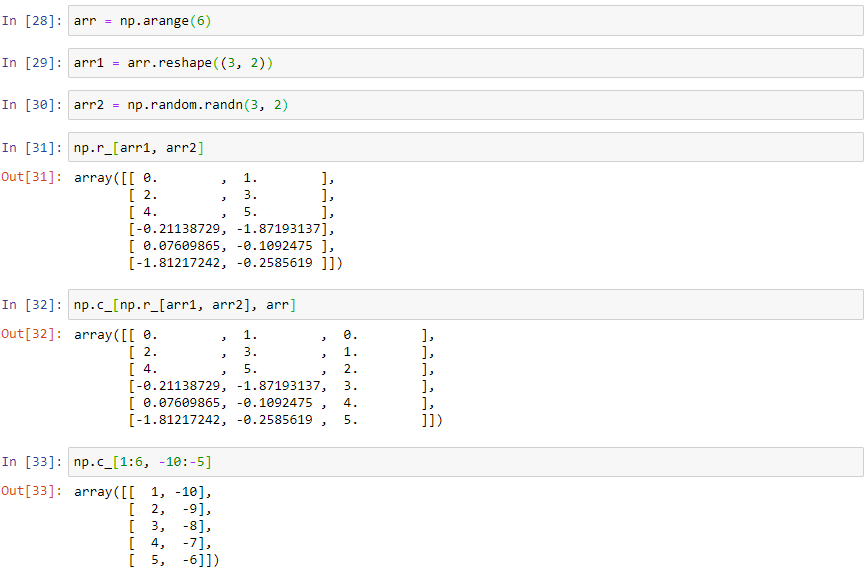 In [28]: arr = np.arange(6)
In [29]: arr1 = arr.reshape((3, 2))
In [30]: arr2 = np.random.randn(3, 2)
In [31]: np.r_[arr1, arr2]
Out[31]: array([[ 0.        ,  1.        ],
       [ 2.        ,  3.        ],
       [ 4.        ,  5.        ],
       [-0.21138729, -1.87193137],
       [ 0.07609865, -0.1092475 ],
       [-1.81217242, -0.2585619 ]])
In [32]: np.c_[np.r_[arr1, arr2], arr]
Out[32]: array([[ 0.        ,  1.        ,  0.        ],
       [ 2.        ,  3.        ,  1.        ],
       [ 4.        ,  5.        ,  2.        ],
       [-0.21138729, -1.87193137,  3.        ],
       [ 0.07609865, -0.1092475 ,  4.        ],
       [-1.81217242, -0.2585619 ,  5.        ]])
In [33]: np.c_[1:6, -10:-5]
Out[33]: array([[  1, -10],
       [  2,  -9],
       [  3,  -8],
       [  4,  -7],
       [  5,  -6]])